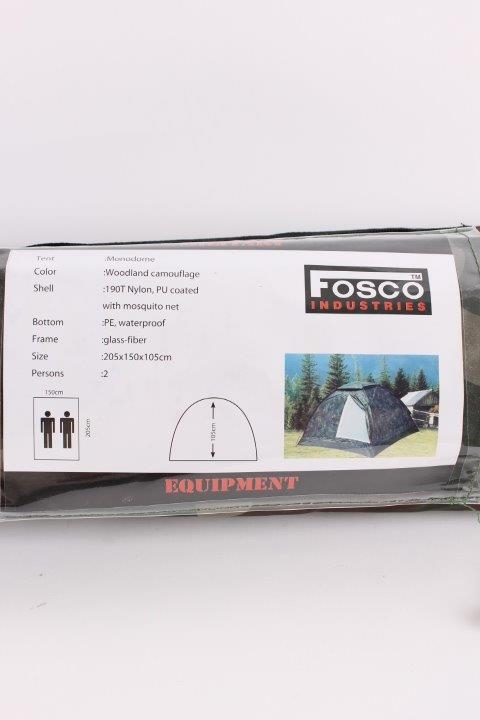 Tent :Monodome
Color :Woodland camouflage
Shell :190T Nylon, PU coated
with mosquito net
Bottom :PE, waterproof
Frame :glass-fiber
Size :205x150x105cm
Persons :2
FOSCO TM
INDUSTRIES
150cm
205cm
105cm
EQUIPMENT